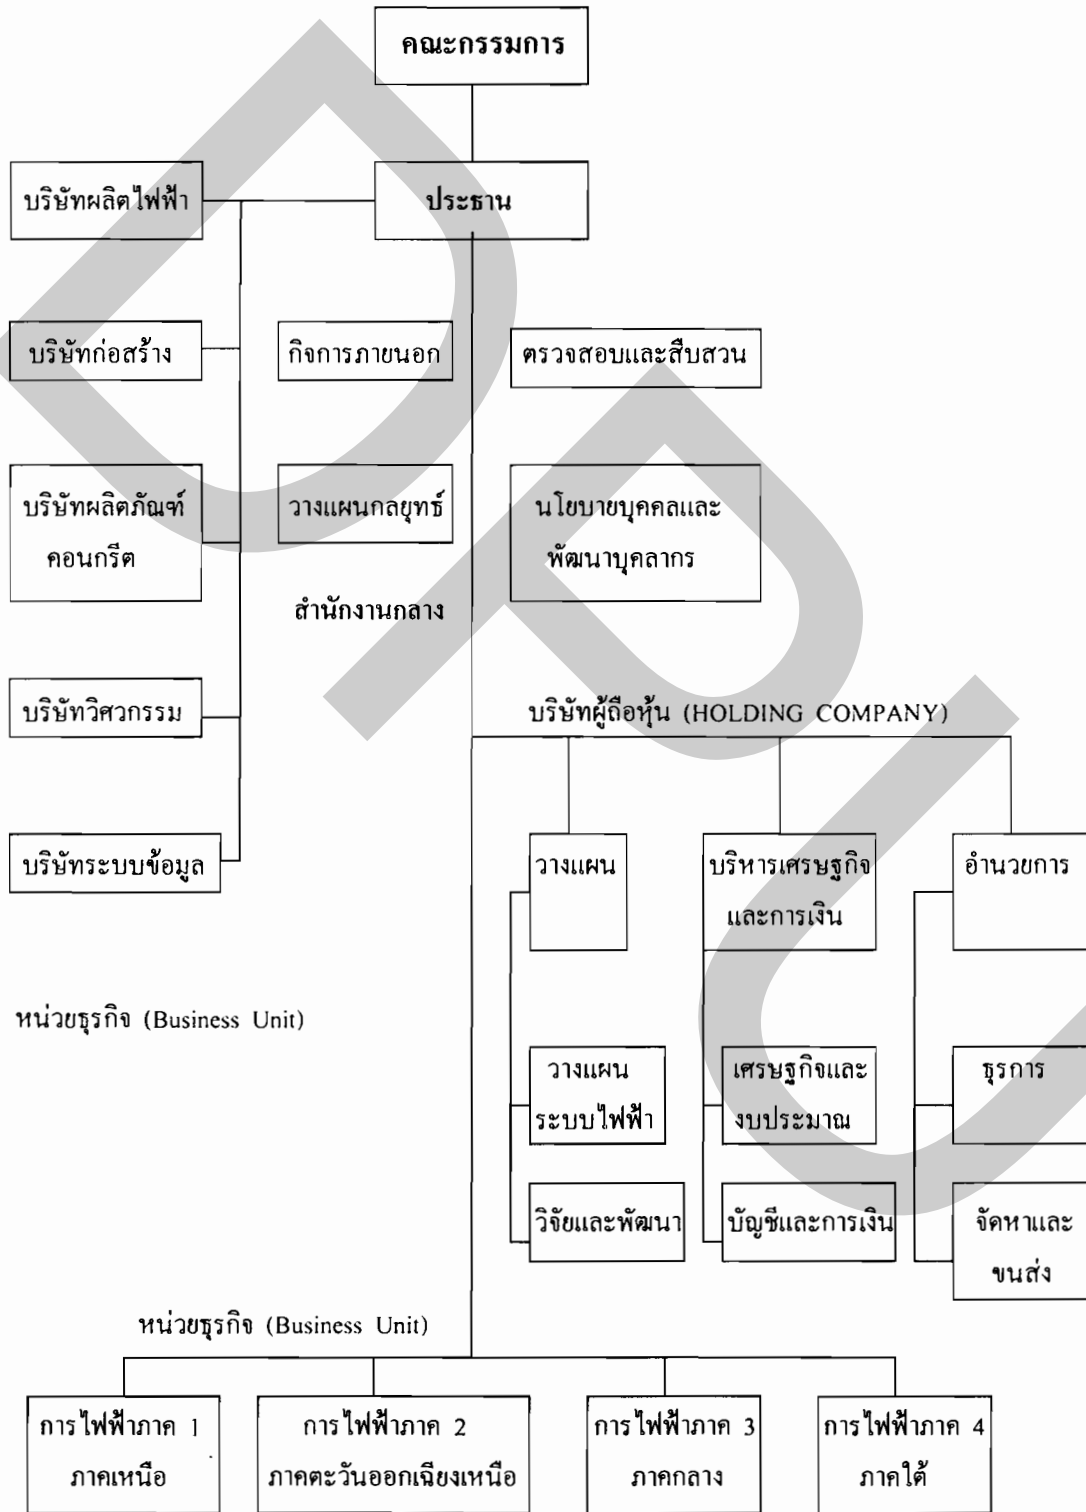 คณะกรรมการ
บริษัทผลิตไฟฟ้า
ประธาน
บริษัทก่อสร้าง
กิจการภายนอก
ตรวจสอบและสืบสวน
บริษัทผลิตภัณฑ์
คอนกรีต
วางแผนกลยุทธ์
นโยบายบุคคลและ
พัฒนาบุคลากร
สำนักงานกลาง
บริษัทวิศวกรรม
บริษัทผู้ถือหุ้น (HOLDING COMPANY)
บริษัทระบบข้อมูล
วางแผน
บริหารเศรษฐกิจ
และการเงิน
อำนวยการ
หน่วยธุรกิจ (Business Unit)
วางแผน
ระบบไฟฟ้า
เศรษฐกิจและ
งบประมาณ
ธุรการ
วิจัยและพัฒนา
บัญชีและการเงิน
จัดหาและ
ขนส่ง
หน่วยธุรกิจ (Business Unit)
การไฟฟ้าภาค 1
ภาคเหนือ
การไฟฟ้าภาค 2
ภาคตะวันออกเฉียงเหนือ
การไฟฟ้าภาค 3
ภาคกลาง
การไฟฟ้าภาค 4
ภาคใต้
DPU